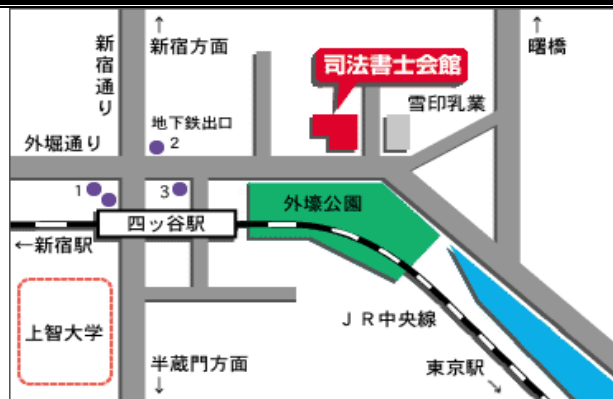 ↑
新宿方面
↑
曙橋
新宿通り
司法書士会館
雪印乳業
地下鉄出口
2
外堀通り
1
3
外壕公園
四ッ谷駅
←新宿駅
上智大学
JR中央線
半蔵門方面
↓
東京駅
↘